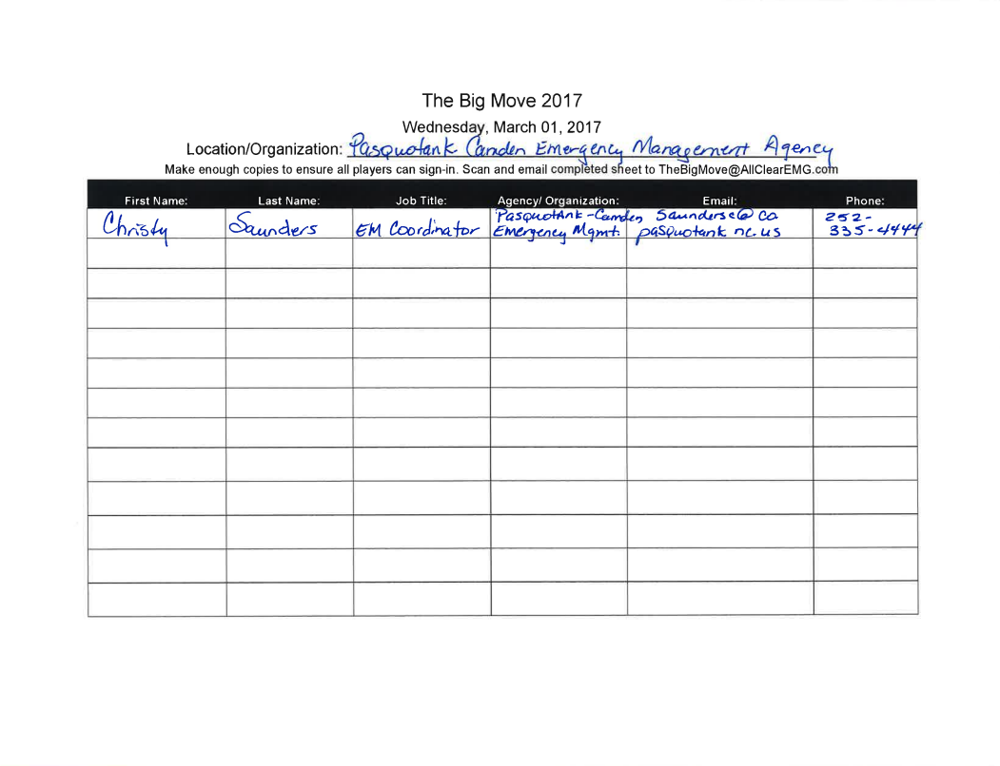 The Big Move 2017
Wednesday, March 01, 2017
Location/Organization: Pasquotank Camden Emergency Management Agency
Make enough copies to ensure all players can sign-in. Scan and email completed sheet to TheBigMove@AllClearEMG.com
First Name: Last Name: Job Title: Agency/ Organization: Email: Phone:
Christy Saunders EM Coordinator Pasquotank-Camden Saundersc@co. 252-
Emergency Mgmt. pasquotank.nc.us 335-4444